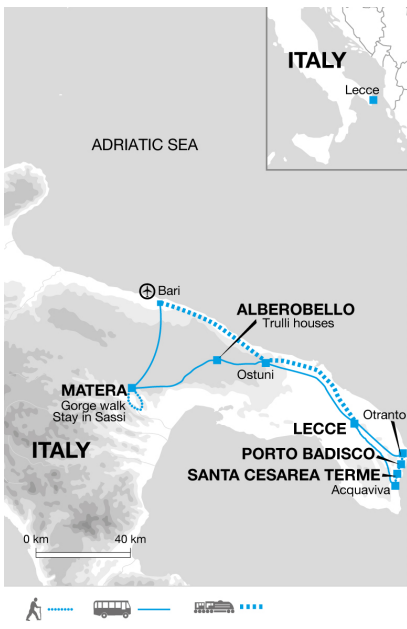 ITALY
Lecce
ADRIATIC SEA
Bari
ALBEROBELLO
Trulli houses
Ostuni
MATERA
Gorge walk
Stay in Sassi
Otranto
LECCE
ITALY
PORTO BADISCO
SANTA CESAREA TERME
Acquaviva
0 km 40 km